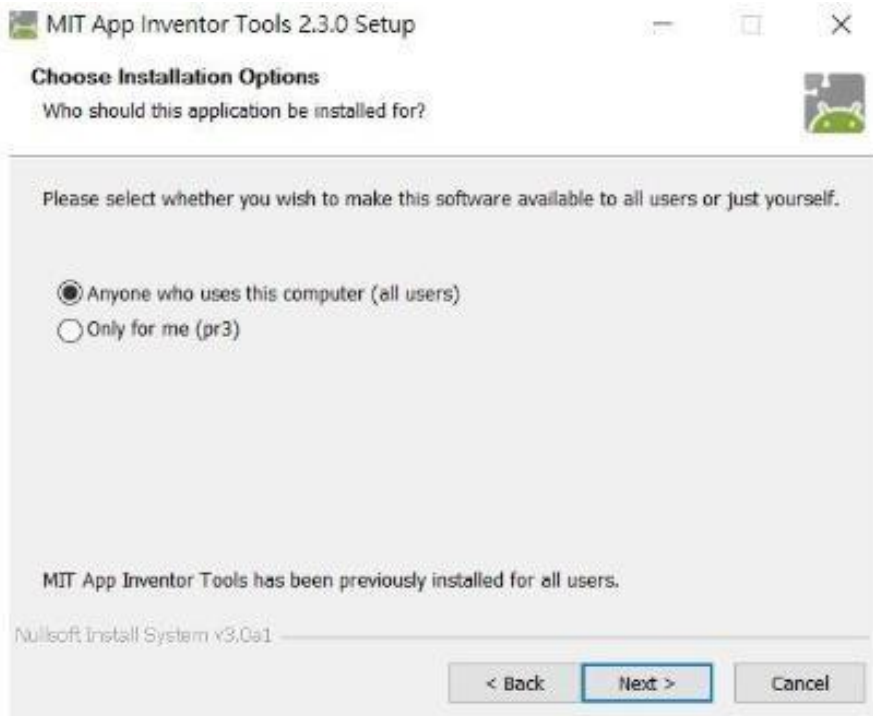 MIT App Inventor Tools 2.3.0 Setup
Choose Installation Options
Who should this application be installed for?
Please select whether you wish to make this software available to all users or just yourself.
Anyone who uses this computer (all users)
Only for me (pr3)
MIT App Inventor Tools has been previously installed for all users.
Nullsoft Install System v3.0a1
< Back
Next >
Cancel